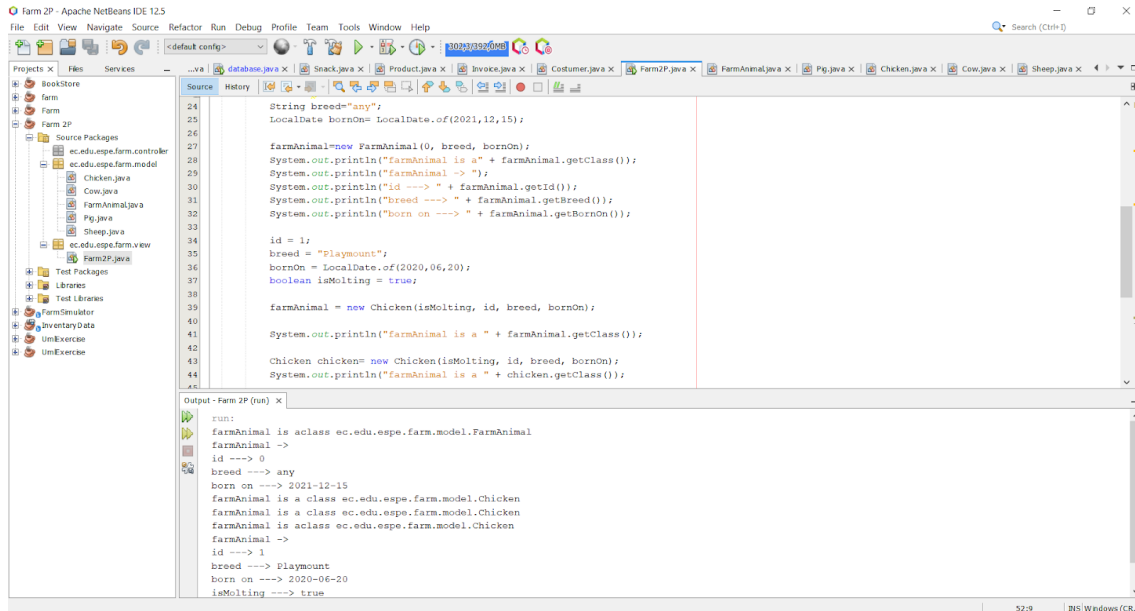 Farm 2P - Apache NetBeans IDE 12.5
File Edit View Navigate Source Refactor Run Debug Profile Team Tools Window Help
Search (Ctrl+I)
<default config>
302,3/392,0MB
Projects Files Services
...va database.java Snack.java Product.java Invoice.java Costumer.java Farm2P.java FarmAnimal.java Pig.java Chicken.java Cow.java Sheep.java
BookStore
farm
Farm
Farm 2P
Source Packages
ec.edu.espe.farm.controller
ec.edu.espe.farm.model
Chicken.java
Cow.java
FarmAnimal.java
Pig.java
Sheep.java
ec.edu.espe.farm.view
Farm2P.java
Test Packages
Libraries
Test Libraries
FarmSimulator
InventaryData
UmlExercise
UmlExercise
Source History
24 String breed="any";
25 LocalDate bornOn= LocalDate.of(2021,12,15);
26
27 farmAnimal=new FarmAnimal(0, breed, bornOn);
28 System.out.println("farmAnimal is a" + farmAnimal.getClass());
29 System.out.println("farmAnimal -> ");
30 System.out.println("id ---> " + farmAnimal.getId());
31 System.out.println("breed ---> " + farmAnimal.getBreed());
32 System.out.println("born on ---> " + farmAnimal.getBornOn());
33
34 id = 1;
35 breed = "Playmount";
36 bornOn = LocalDate.of(2020,06,20);
37 boolean isMolting = true;
38
39 farmAnimal = new Chicken(isMolting, id, breed, bornOn);
40
41 System.out.println("farmAnimal is a " + farmAnimal.getClass());
42
43 Chicken chicken= new Chicken(isMolting, id, breed, bornOn);
44 System.out.println("farmAnimal is a " + chicken.getClass());
Output - Farm 2P (run)
run:
farmAnimal is aclass ec.edu.espe.farm.model.FarmAnimal
farmAnimal ->
id ---> 0
breed ---> any
born on ---> 2021-12-15
farmAnimal is a class ec.edu.espe.farm.model.Chicken
farmAnimal is a class ec.edu.espe.farm.model.Chicken
farmAnimal is aclass ec.edu.espe.farm.model.Chicken
farmAnimal ->
id ---> 1
breed ---> Playmount
born on ---> 2020-06-20
isMolting ---> true
52:9 INS Windows (CR